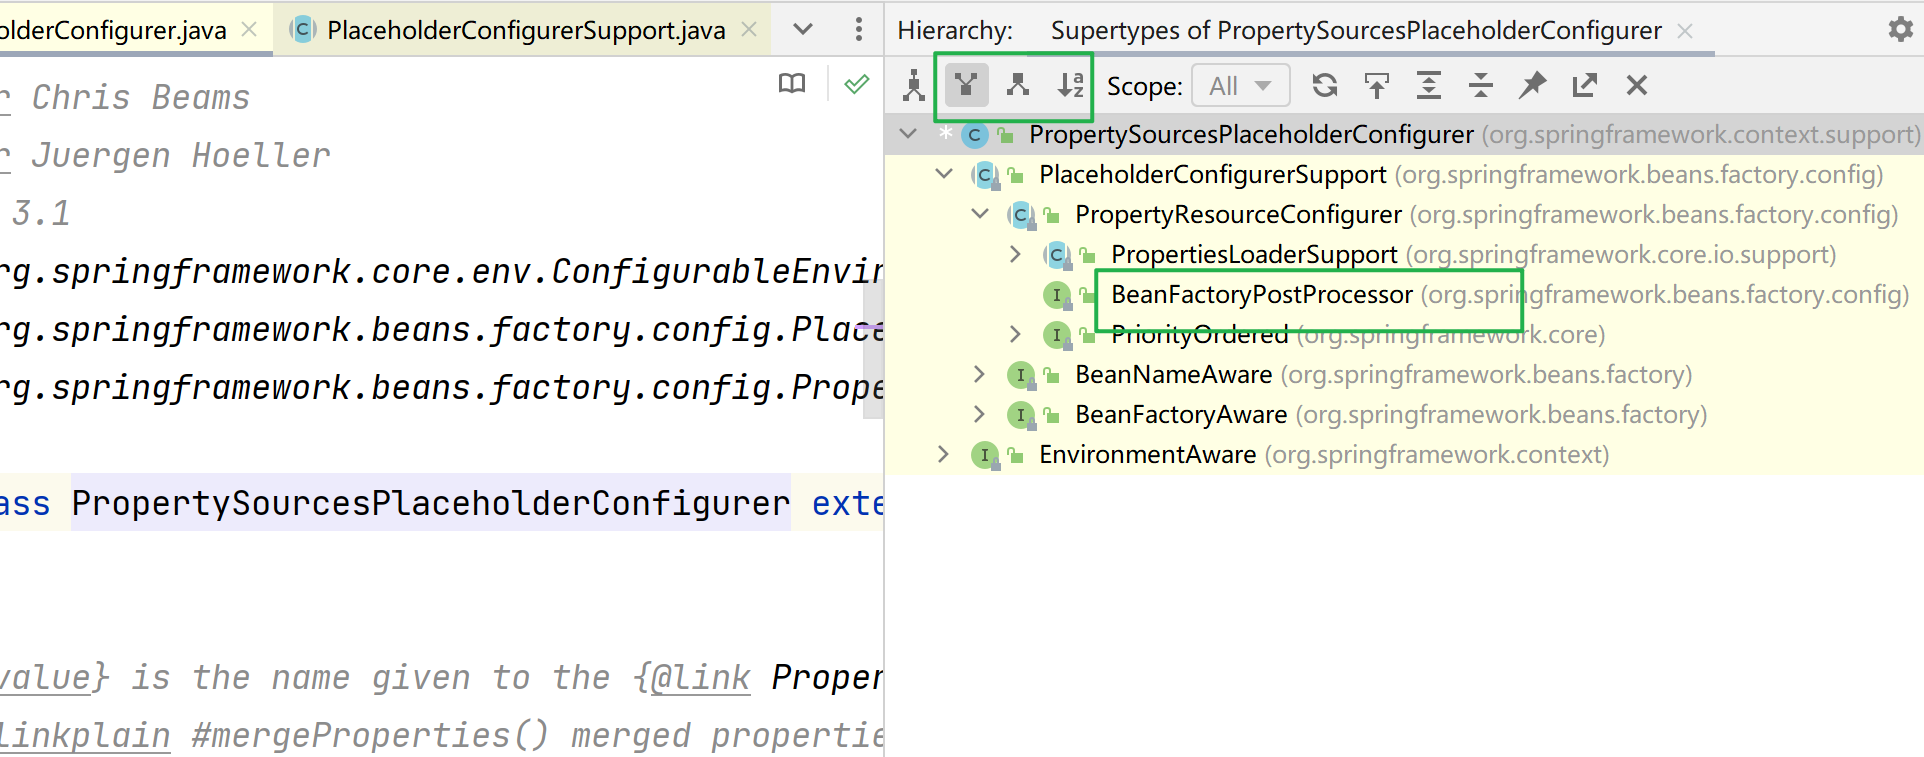 olderConfigurer.java
PlaceholderConfigurerSupport.java
r Chris Beams
r Juergen Hoeller
3.1
rg.springframework.core.env.ConfigurableEnvir
rg.springframework.beans.factory.config.Place
rg.springframework.beans.factory.config.Prope
ass PropertySourcesPlaceholderConfigurer exte
value} is the name given to the {@link Proper
linkplain #mergeProperties() merged propertie
Hierarchy: Supertypes of PropertySourcesPlaceholderConfigurer
Scope: All
* C PropertySourcesPlaceholderConfigurer (org.springframework.context.support)
C PlaceholderConfigurerSupport (org.springframework.beans.factory.config)
C PropertyResourceConfigurer (org.springframework.beans.factory.config)
C PropertiesLoaderSupport (org.springframework.core.io.support)
I BeanFactoryPostProcessor (org.springframework.beans.factory.config)
I PriorityOrdered (org.springframework.core)
I BeanNameAware (org.springframework.beans.factory)
I BeanFactoryAware (org.springframework.beans.factory)
I EnvironmentAware (org.springframework.context)